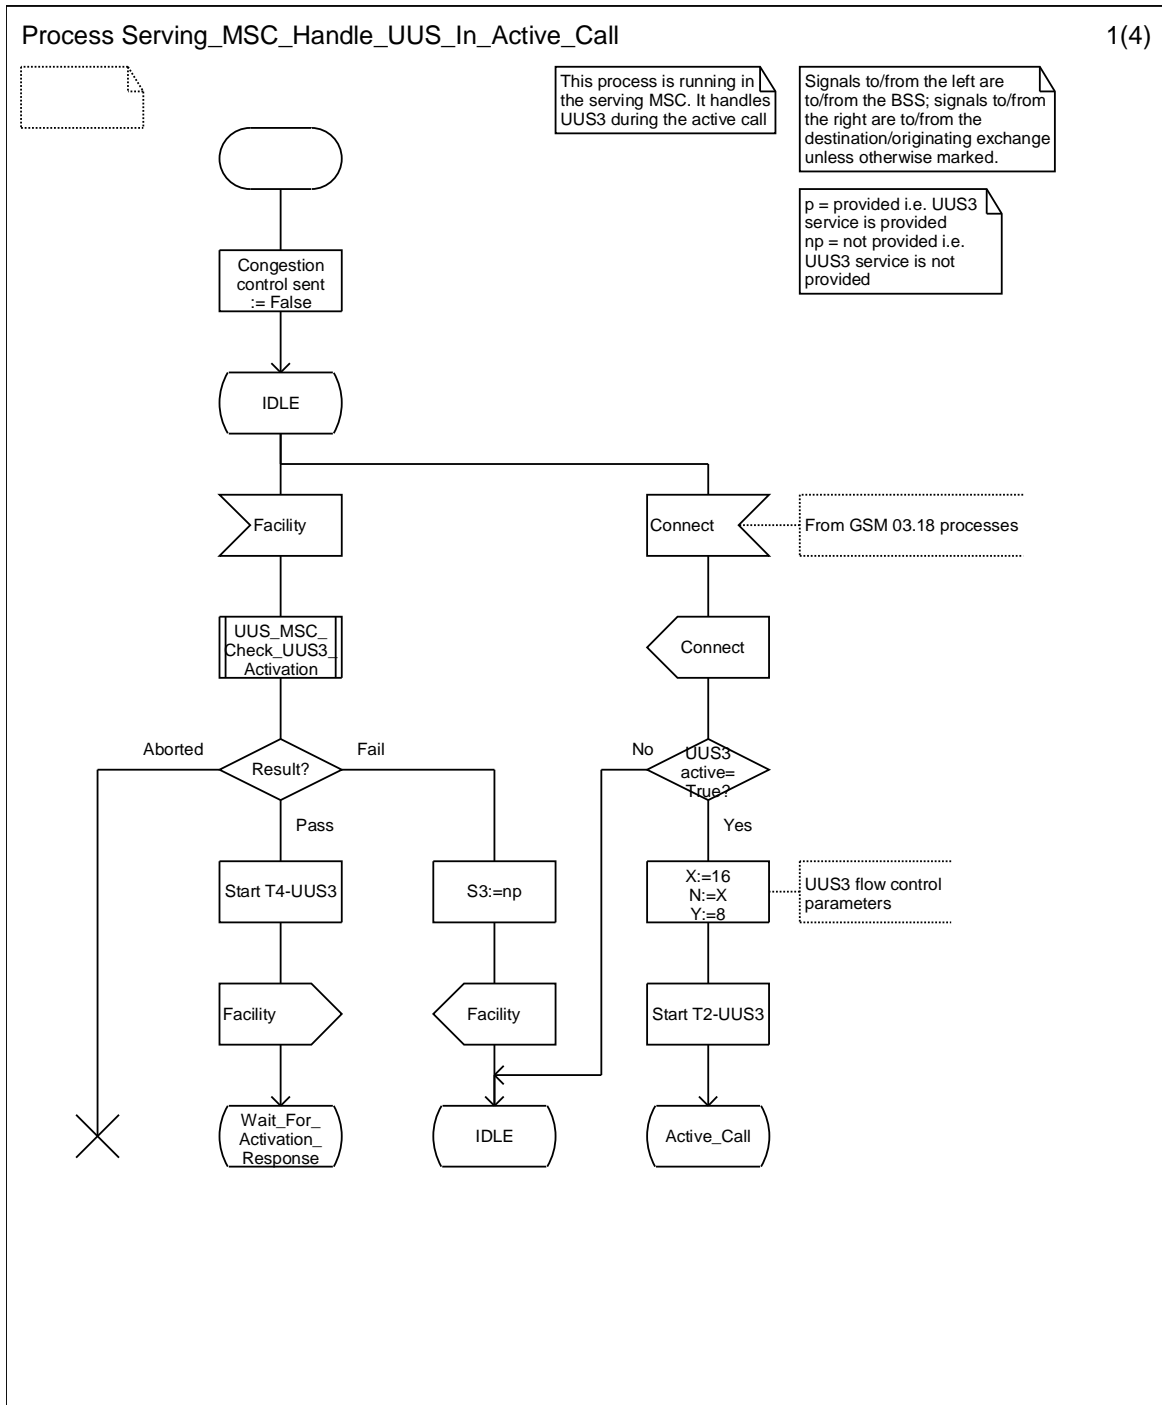 Process Serving_MSC_Handle_UUS_In_Active_Call
1(4)
This process is running in
the serving MSC. It handles
UUS3 during the active call
Signals to/from the left are
to/from the BSS; signals to/from
the right are to/from the
destination/originating exchange
unless otherwise marked.
p = provided i.e. UUS3
service is provided
np = not provided i.e.
UUS3 service is not
provided
Congestion
control sent
:= False
IDLE
Facility
Connect
From GSM 03.18 processes
UUS_MSC_
Check_UUS3_
Activation
Connect
Aborted
Result?
Fail
No
UUS3
active=
True?
Pass
Yes
Start T4-UUS3
S3:=np
X:=16
N:=X
Y:=8
UUS3 flow control
parameters
Facility
Facility
Start T2-UUS3
Wait_For_
Activation_
Response
IDLE
Active_Call